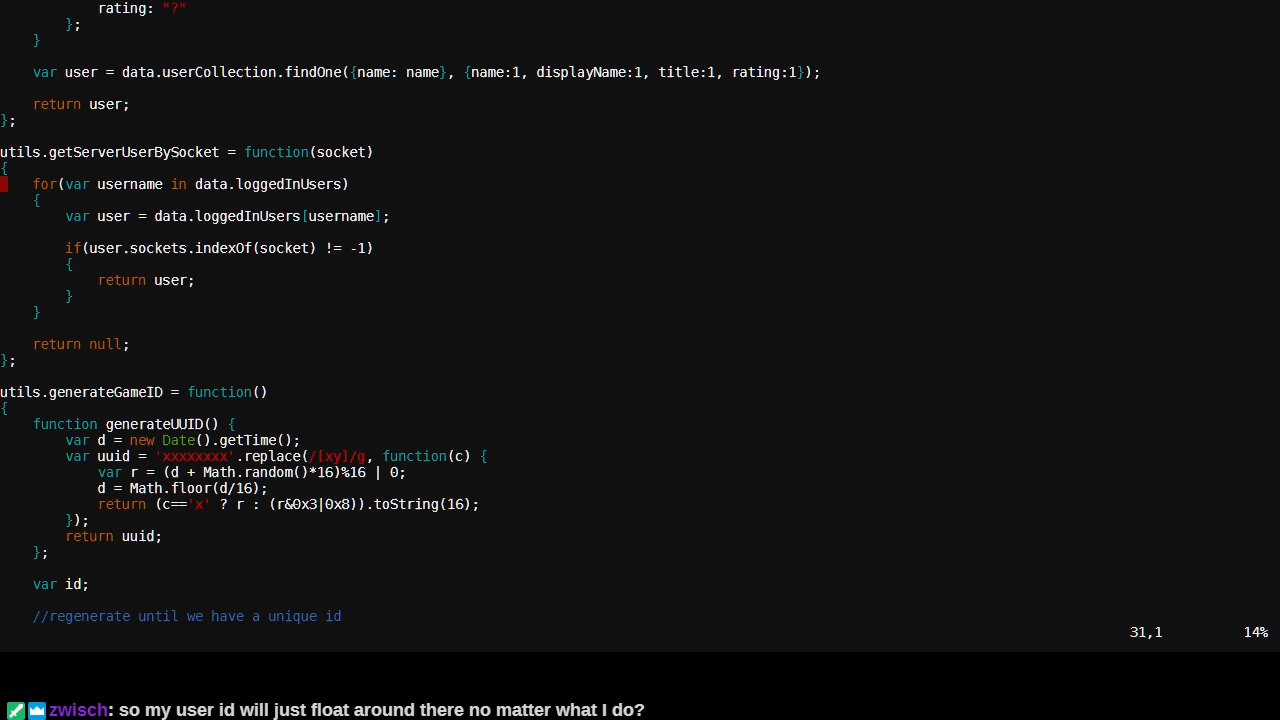 rating: "?"
};
}
var user = data.userCollection.findOne({name: name}, {name:1, displayName:1, title:1, rating:1});
return user;
};
utils.getServerUserBySocket = function(socket)
{
for(var username in data.loggedInUsers)
{
var user = data.loggedInUsers[username];
if(user.sockets.indexOf(socket) != -1)
{
return user;
}
}
return null;
};
utils.generateGameID = function()
{
function generateUUID() {
var d = new Date().getTime();
var uuid = 'xxxxxxxx'.replace(/[xy]/g, function(c) {
var r = (d + Math.random()*16)%16 | 0;
d = Math.floor(d/16);
return (c=='x' ? r : (r&0x3|0x8)).toString(16);
});
return uuid;
};
var id;
//regenerate until we have a unique id
31,1 14%
zwisch: so my user id will just float around there no matter what I do?